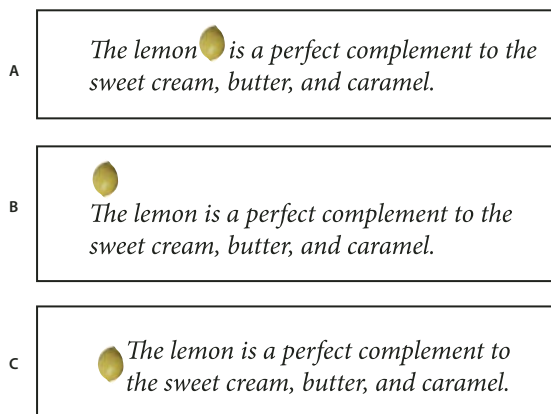 A
The lemon is a perfect complement to the
sweet cream, butter, and caramel.
B
The lemon is a perfect complement to the
sweet cream, butter, and caramel.
C
The lemon is a perfect complement to
the sweet cream, butter, and caramel.